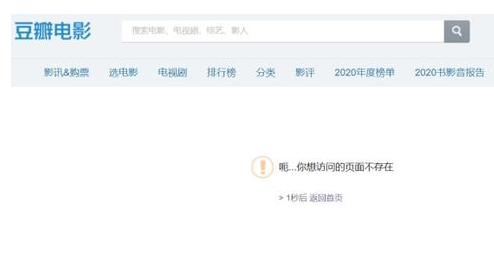 豆瓣电影
搜索电影、电视剧、综艺、影人
影讯&购票 选电影 电视剧 排行榜 分类 影评 2020年度榜单 2020书影音报告
呃...你想访问的页面不存在
> 1秒后 返回首页